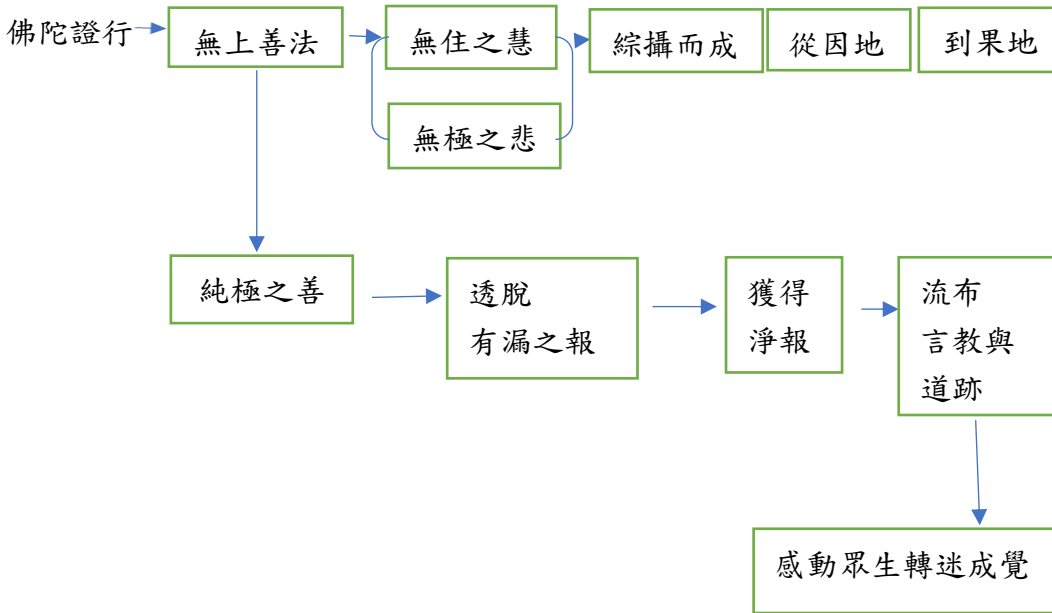 佛陀證行
無上善法
無住之慧
無極之悲
綜攝而成
從因地
到果地
純極之善
透脫
有漏之報
獲得
淨報
流布
言教與
道跡
感動眾生轉迷成覺